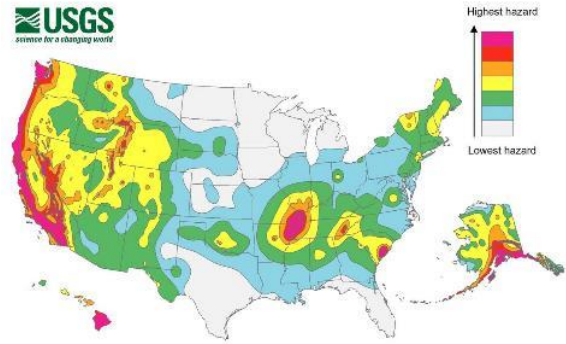 USGS
science for a changing world
Highest hazard
Lowest hazard